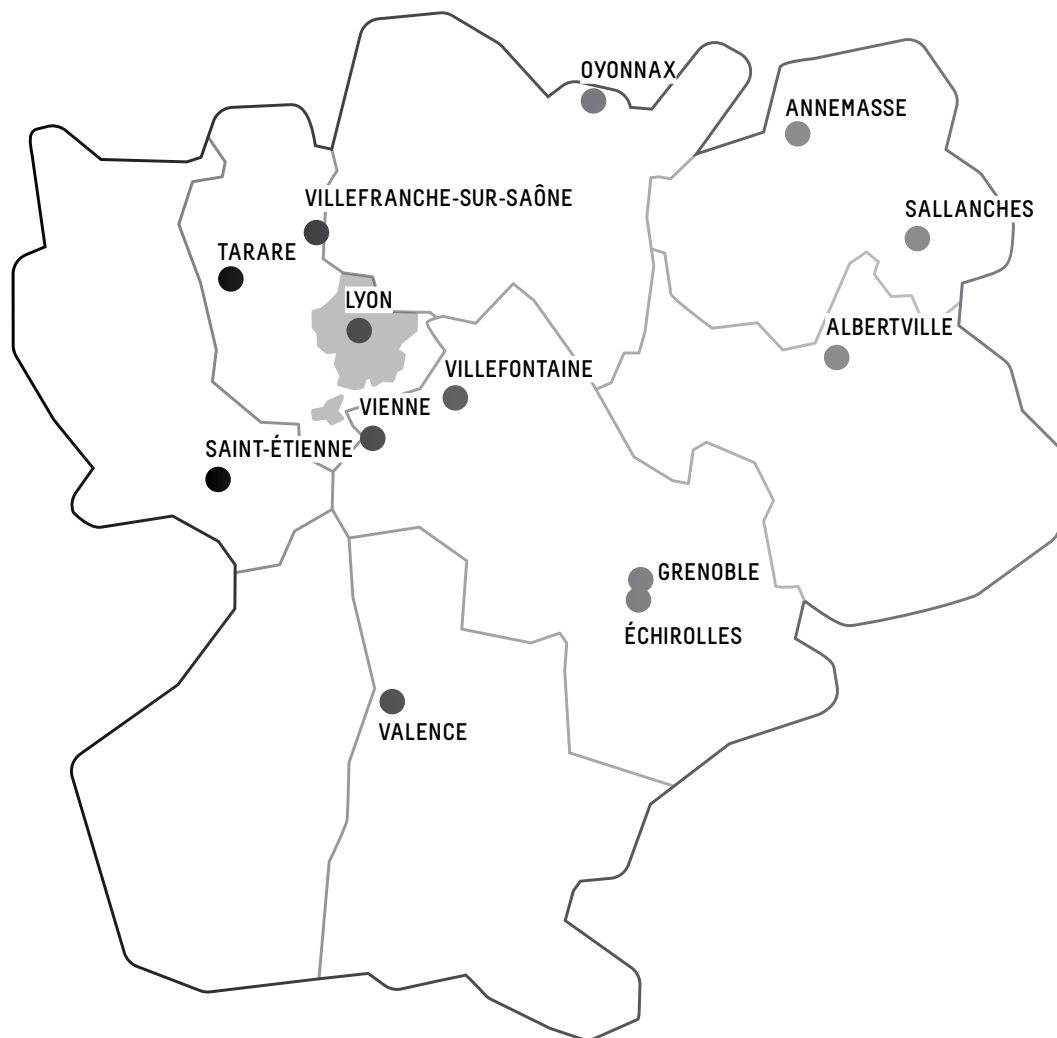 OYONNAX
ANNEMASSE
VILLEFRANCHE-SUR-SAÔNE
SALLANCHES
TARARE
LYON
ALBERTVILLE
VILLEFONTAINE
VIENNE
SAINT-ÉTIENNE
GRENOBLE
ÉCHIROLLES
VALENCE